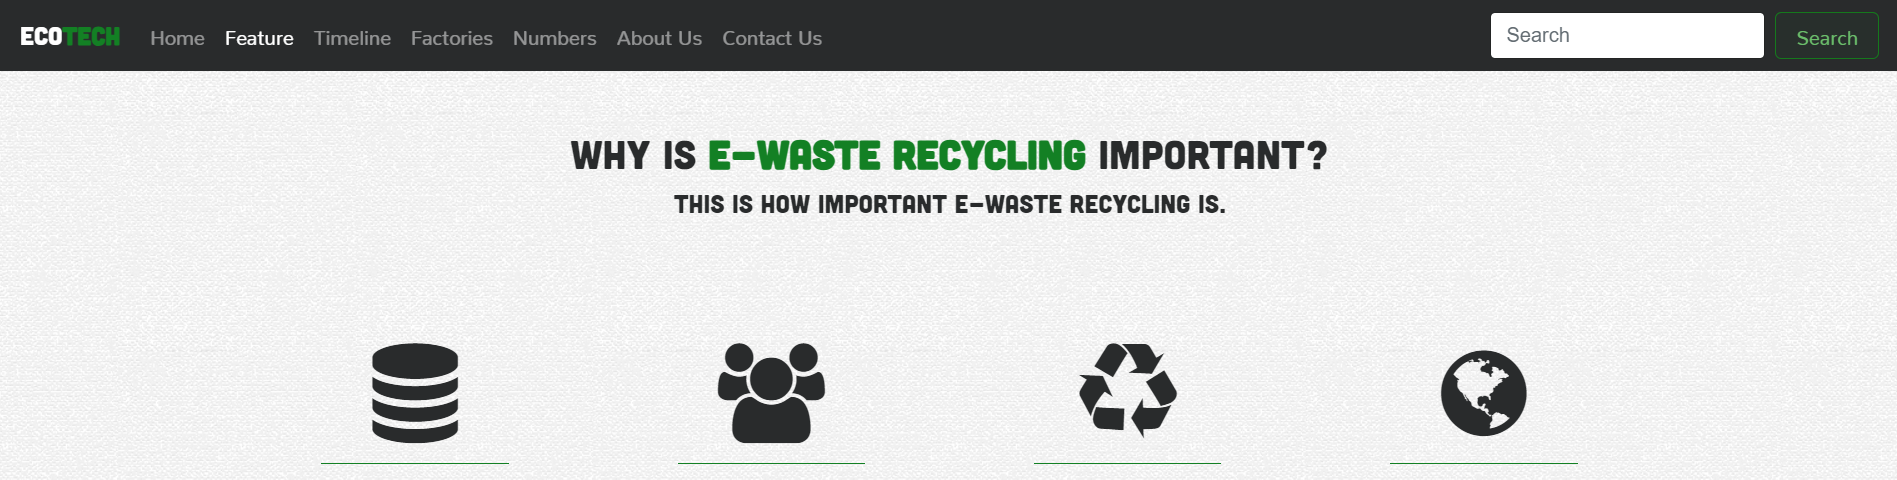 ECOTECH Home Feature Timeline Factories Numbers About Us Contact Us Search Search
WHY IS E-WASTE RECYCLING IMPORTANT?
THIS IS HOW IMPORTANT E-WASTE RECYCLING IS.